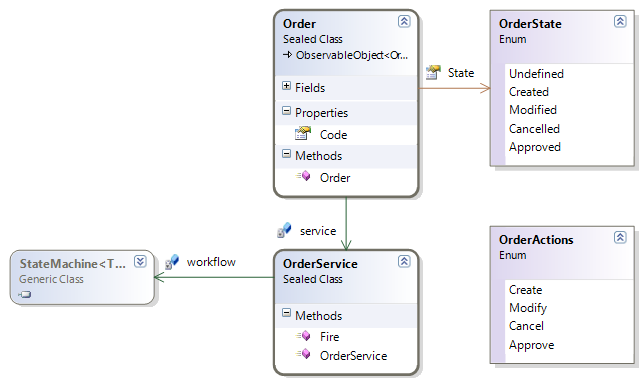 Order
Sealed Class
ObservableObject<Or...
Fields
Properties
Code
Methods
Order
State
OrderState
Enum
Undefined
Created
Modified
Cancelled
Approved
service
StateMachine<T...
Generic Class
workflow
OrderService
Sealed Class
Methods
Fire
OrderService
OrderActions
Enum
Create
Modify
Cancel
Approve